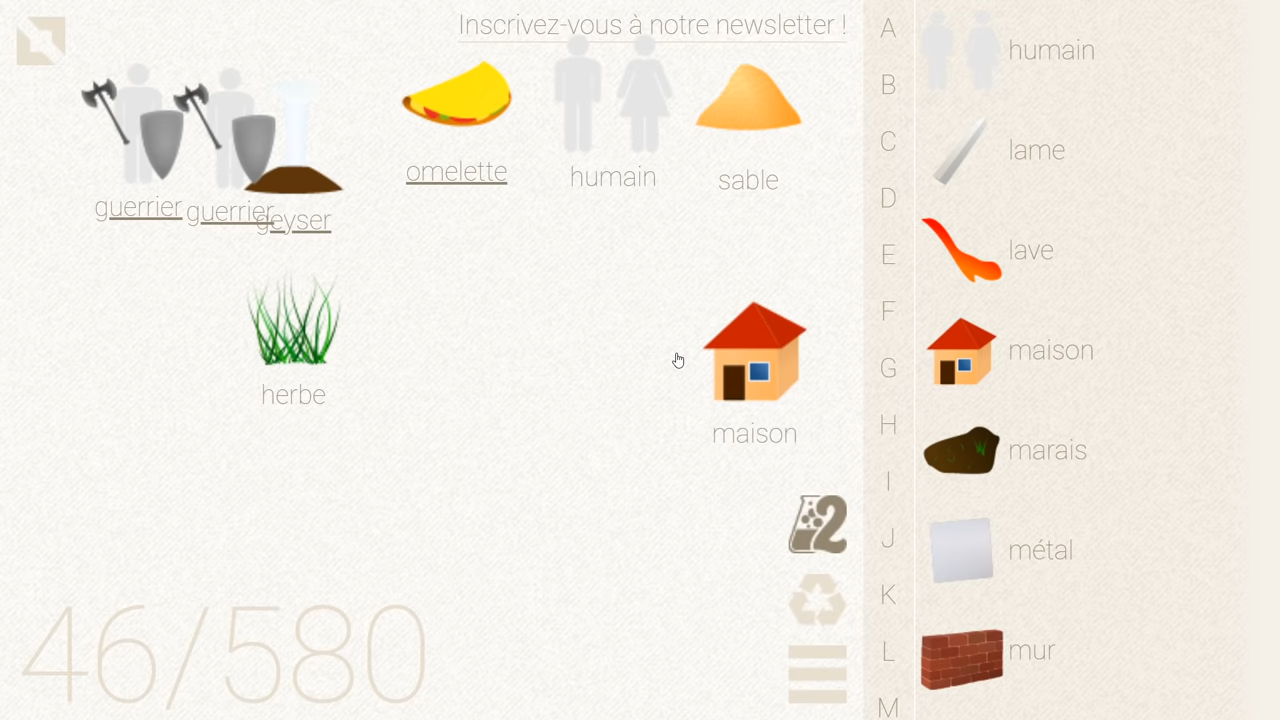 Inscrivez-vous à notre newsletter !
guerrier
guerrier
geyser
omelette
humain
sable
herbe
maison
2
46/580
A
B
C
D
E
F
G
H
I
J
K
L
M
humain
lame
lave
maison
marais
métal
mur